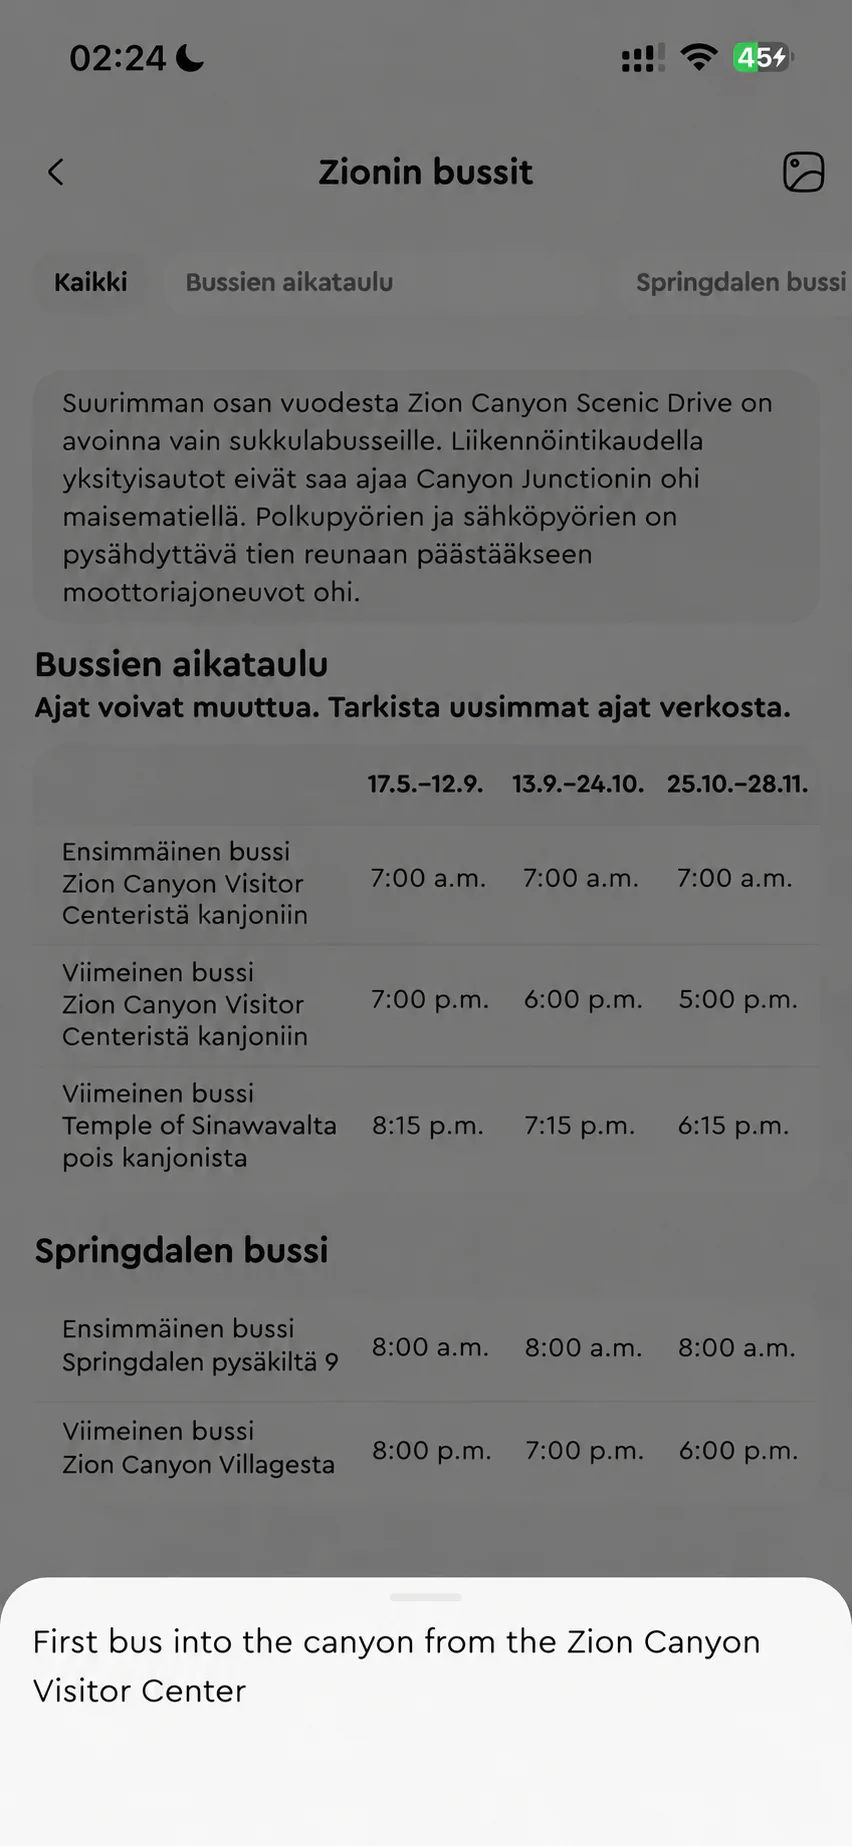 02:24
45
Zionin bussit
Kaikki
Bussien aikataulu
Springdalen bussi
Suurimman osan vuodesta Zion Canyon Scenic Drive on
avoinna vain sukkulabusseille. Liikennöintikaudella
yksityisautot eivät saa ajaa Canyon Junctionin ohi
maisematiellä. Polkupyörien ja sähköpyörien on
pysähdyttävä tien reunaan päästääkseen
moottoriajoneuvot ohi.
Bussien aikataulu
Ajat voivat muuttua. Tarkista uusimmat ajat verkosta.
17.5.–12.9. 13.9.–24.10. 25.10.–28.11.
Ensimmäinen bussi
Zion Canyon Visitor
Centeristä kanjoniin
7:00 a.m. 7:00 a.m. 7:00 a.m.
Viimeinen bussi
Zion Canyon Visitor
Centeristä kanjoniin
7:00 p.m. 6:00 p.m. 5:00 p.m.
Viimeinen bussi
Temple of Sinawavalta
pois kanjonista
8:15 p.m. 7:15 p.m. 6:15 p.m.
Springdalen bussi
Ensimmäinen bussi
Springdalen pysäkiltä 9
8:00 a.m. 8:00 a.m. 8:00 a.m.
Viimeinen bussi
Zion Canyon Villagesta
8:00 p.m. 7:00 p.m. 6:00 p.m.
First bus into the canyon from the Zion Canyon
Visitor Center